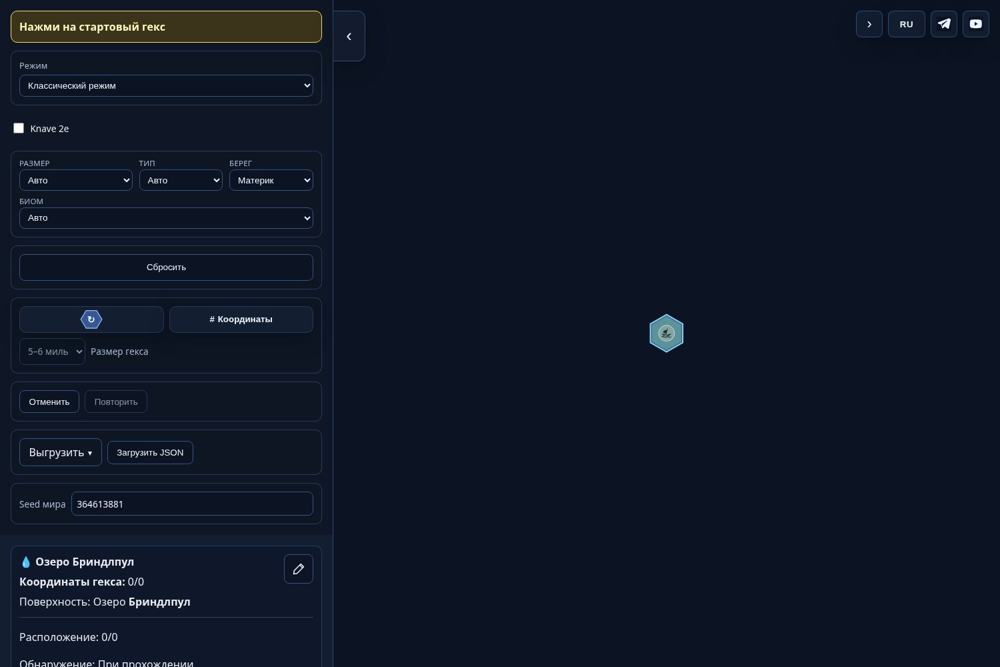 Нажми на стартовый гекс
‹
› RU
Режим
Классический режим
Knave 2e
РАЗМЕР ТИП БЕРЕГ
Авто Авто Материк
БИОМ
Авто
Сбросить
↻ # Координаты
5–6 миль Размер гекса
Отменить Повторить
Выгрузить ▾ Загрузить JSON
Seed мира 364613881
💧 Озеро Бриндлпул
Координаты гекса: 0/0
Поверхность: Озеро Бриндлпул
Расположение: 0/0
Обнаружение: При прохождении